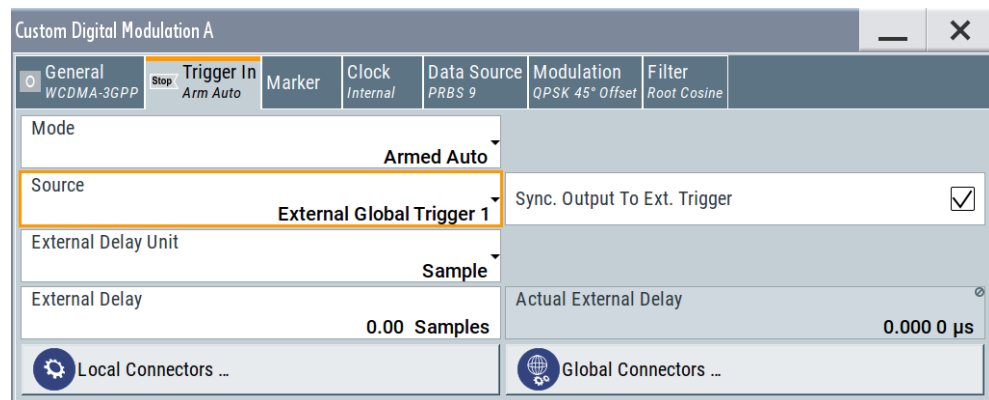 Custom Digital Modulation A
General
WCDMA-3GPP
Stop
Trigger In
Arm Auto
Marker
Clock
Internal
Data Source
PRBS 9
Modulation
QPSK 45° Offset
Filter
Root Cosine
Mode
Armed Auto
Source
External Global Trigger 1
Sync. Output To Ext. Trigger
External Delay Unit
Sample
External Delay
0.00 Samples
Actual External Delay
0.000 0 µs
Local Connectors ...
Global Connectors ...